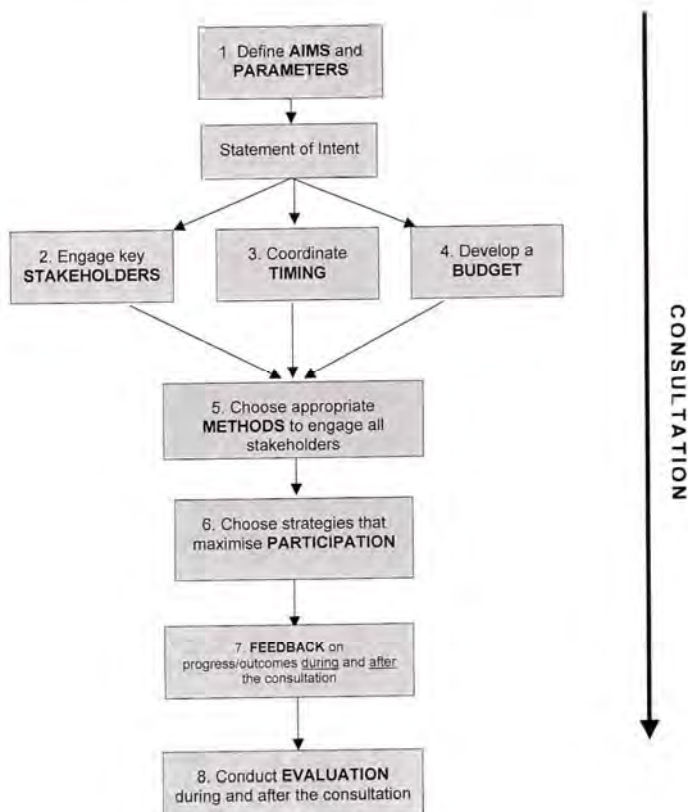 1. Define AIMS and
PARAMETERS
Statement of Intent
2. Engage key
STAKEHOLDERS
3. Coordinate
TIMING
4. Develop a
BUDGET
5. Choose appropriate
METHODS to engage all
stakeholders
6. Choose strategies that
maximise PARTICIPATION
7. FEEDBACK on
progress/outcomes during and after
the consultation
8. Conduct EVALUATION
during and after the consultation
CONSULTATION